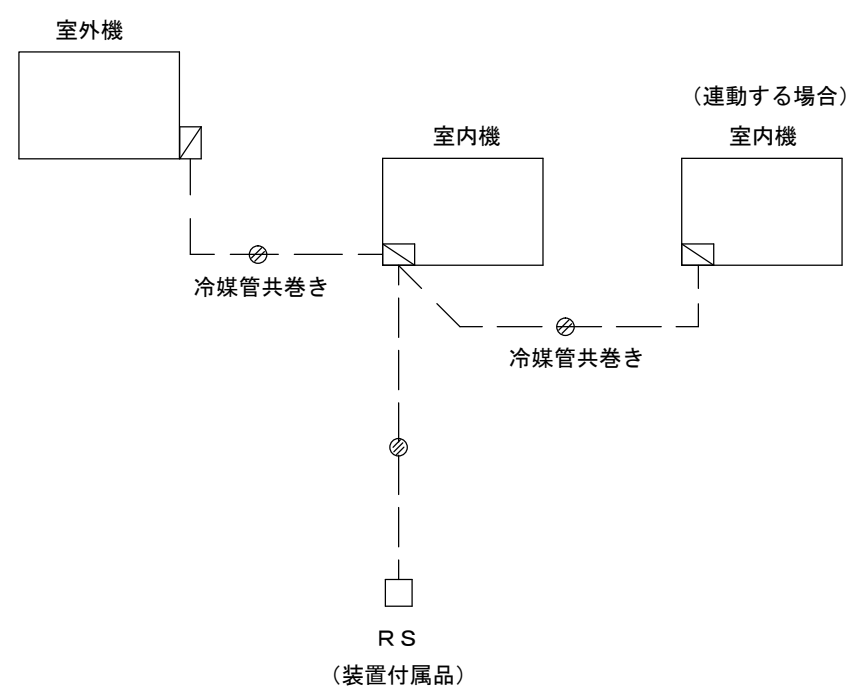 室外機
（連動する場合）
室内機
室内機
冷媒管共巻き
冷媒管共巻き
ＲＳ
（装置付属品）